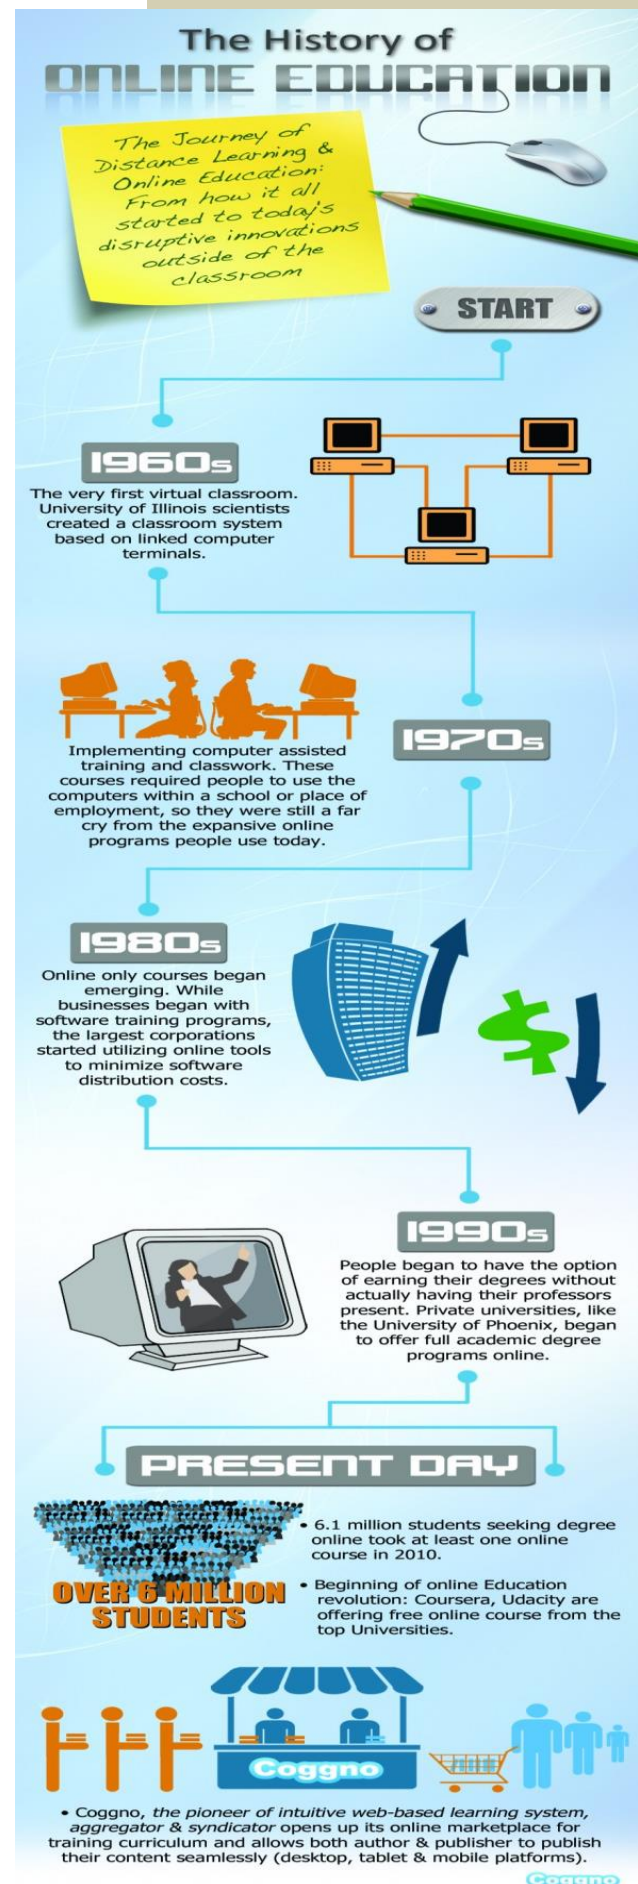 The History of
ONLINE EDUCATION
The Journey of
Distance Learning &
Online Education:
From how it all
started to today's
disruptive innovations
outside of the
classroom
START
1960s
The very first virtual classroom.
University of Illinois scientists
created a classroom system
based on linked computer
terminals.
1970s
Implementing computer assisted
training and classwork. These
courses required people to use the
computers within a school or place of
employment, so they were still a far
cry from the expansive online
programs people use today.
1980s
Online only courses began
emerging. While
businesses began with
software training programs,
the largest corporations
started utilizing online tools
to minimize software
distribution costs.
$
1990s
People began to have the option
of earning their degrees without
actually having their professors
present. Private universities, like
the University of Phoenix, began
to offer full academic degree
programs online.
PRESENT DAY
OVER 6 MILLION
STUDENTS
• 6.1 million students seeking degree
online took at least one online
course in 2010.
• Beginning of online Education
revolution: Coursera, Udacity are
offering free online course from the
top Universities.
Coggno
• Coggno, the pioneer of intuitive web-based learning system,
aggregator & syndicator opens up its online marketplace for
training curriculum and allows both author & publisher to publish
their content seamlessly (desktop, tablet & mobile platforms).
Coggno